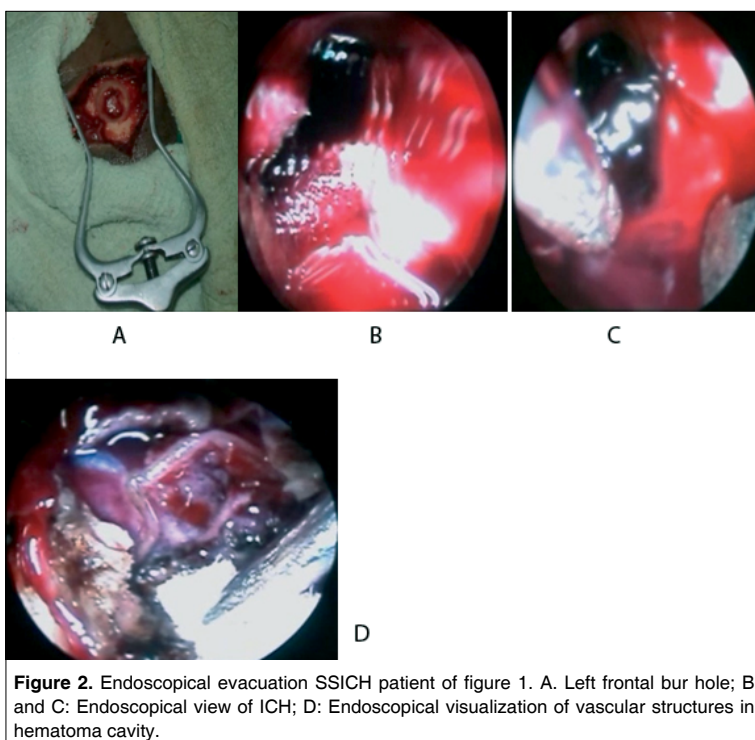 A
B
C
D
Figure 2. Endoscopical evacuation SSICH patient of figure 1. A. Left frontal bur hole; B
and C: Endoscopical view of ICH; D: Endoscopical visualization of vascular structures in
hematoma cavity.